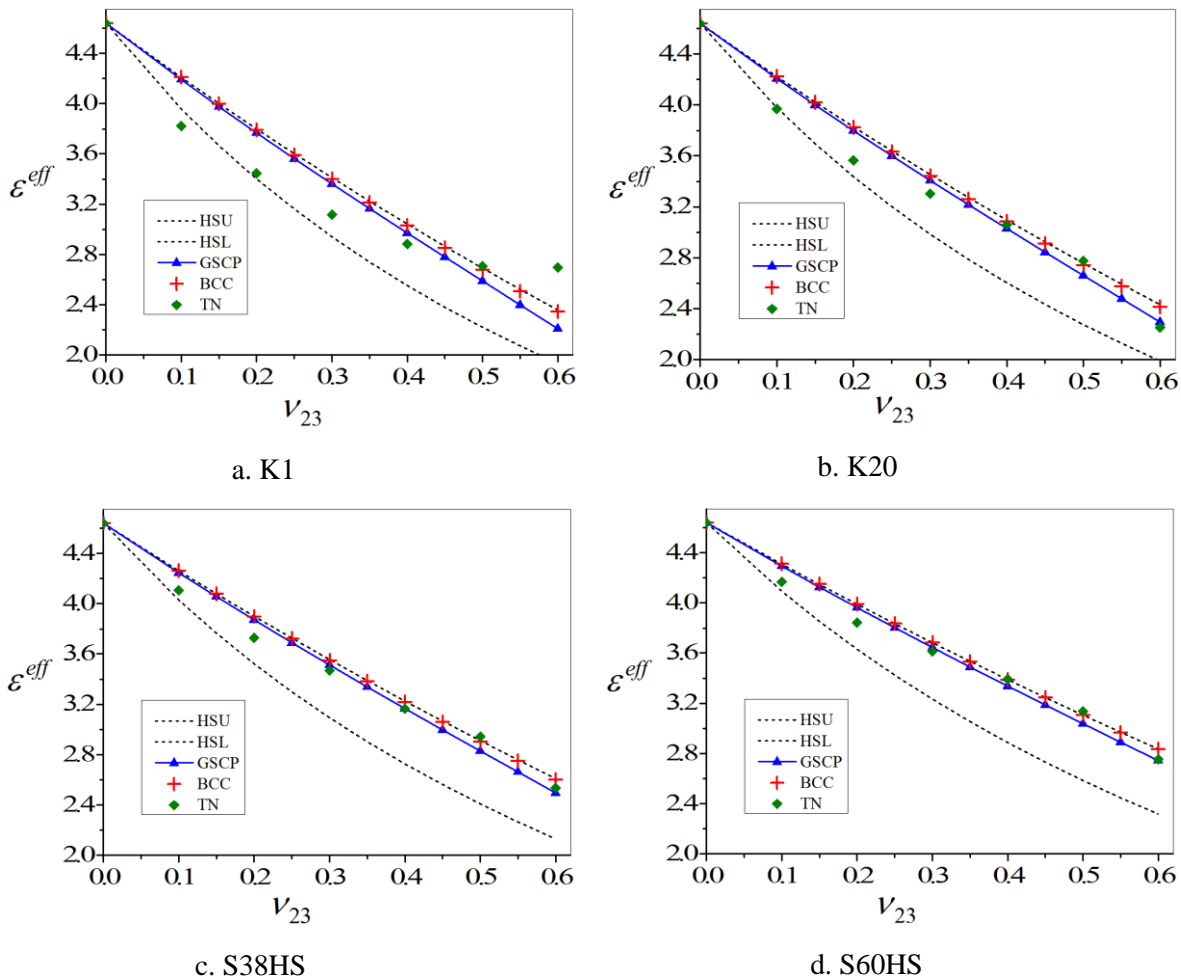 4.4
4.0
3.6
ε^eff
3.2
2.8
2.4
2.0
HSU
HSL
GSCP
BCC
TN
0.0 0.1 0.2 0.3 0.4 0.5 0.6
ν₂₃
a. K1
4.4
4.0
3.6
ε^eff
3.2
2.8
2.4
2.0
HSU
HSL
GSCP
BCC
TN
0.0 0.1 0.2 0.3 0.4 0.5 0.6
ν₂₃
b. K20
4.4
4.0
3.6
ε^eff
3.2
2.8
2.4
2.0
HSU
HSL
GSCP
BCC
TN
0.0 0.1 0.2 0.3 0.4 0.5 0.6
ν₂₃
c. S38HS
4.4
4.0
3.6
ε^eff
3.2
2.8
2.4
2.0
HSU
HSL
GSCP
BCC
TN
0.0 0.1 0.2 0.3 0.4 0.5 0.6
ν₂₃
d. S60HS